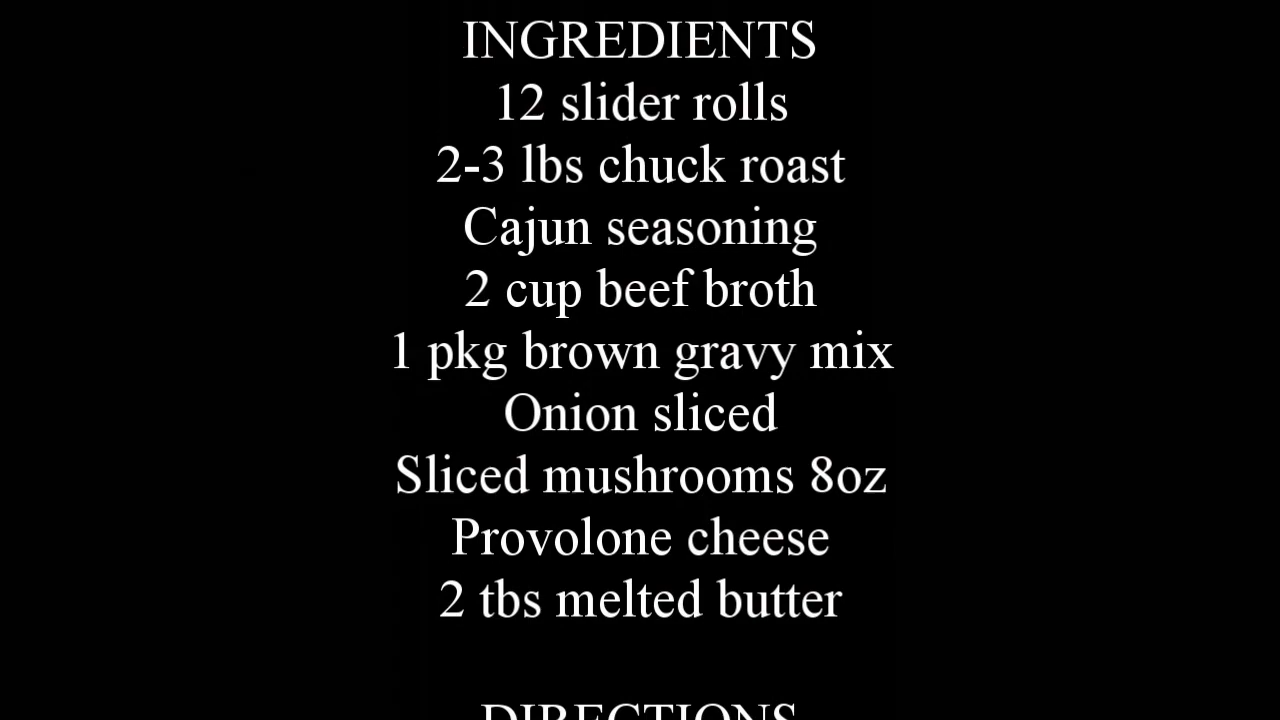 INGREDIENTS
12 slider rolls
2-3 lbs chuck roast
Cajun seasoning
2 cup beef broth
1 pkg brown gravy mix
Onion sliced
Sliced mushrooms 8oz
Provolone cheese
2 tbs melted butter
DIRECTIONS